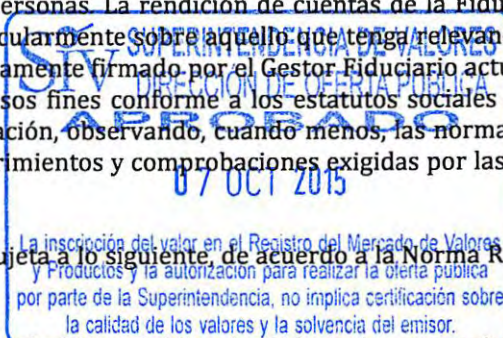 personas. La rendición de cuentas de la Fidu
cularmente sobre aquello que tenga relevan
SIV SUPERINTENDENCIA DE VALORES
amente firmado por el Gestor Fiduciario actu
DIRECCIÓN DE OFERTA PÚBLICA
sos fines conforme a los estatutos sociales
APROBADO
ación, observando, cuando menos, las norma
rimientos y comprobaciones exigidas por las
07 OCT 2015
La inscripción del valor en el Registro del Mercado de Valores
ujeta a lo siguiente, de acuerdo a la Norma R
y Productos y la autorización para realizar la oferta pública
por parte de la Superintendencia, no implica certificación sobre
la calidad de los valores y la solvencia del emisor.